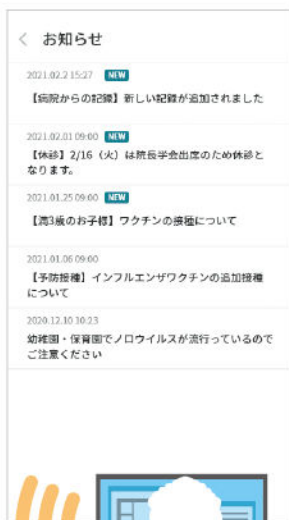 お知らせ
2021.02.2 15:27 NEW
【病院からの記録】新しい記録が追加されました
2021.02.01 09:00 NEW
【休診】2/16（火）は院長学会出席のため休診と
なります。
2021.01.25 09:00 NEW
【満3歳のお子様】ワクチンの接種について
2021.01.06 09:00
【予防接種】インフルエンザワクチンの追加接種
について
2020.12.10 10:23
幼稚園・保育園でノロウイルスが流行っているので
ご注意ください